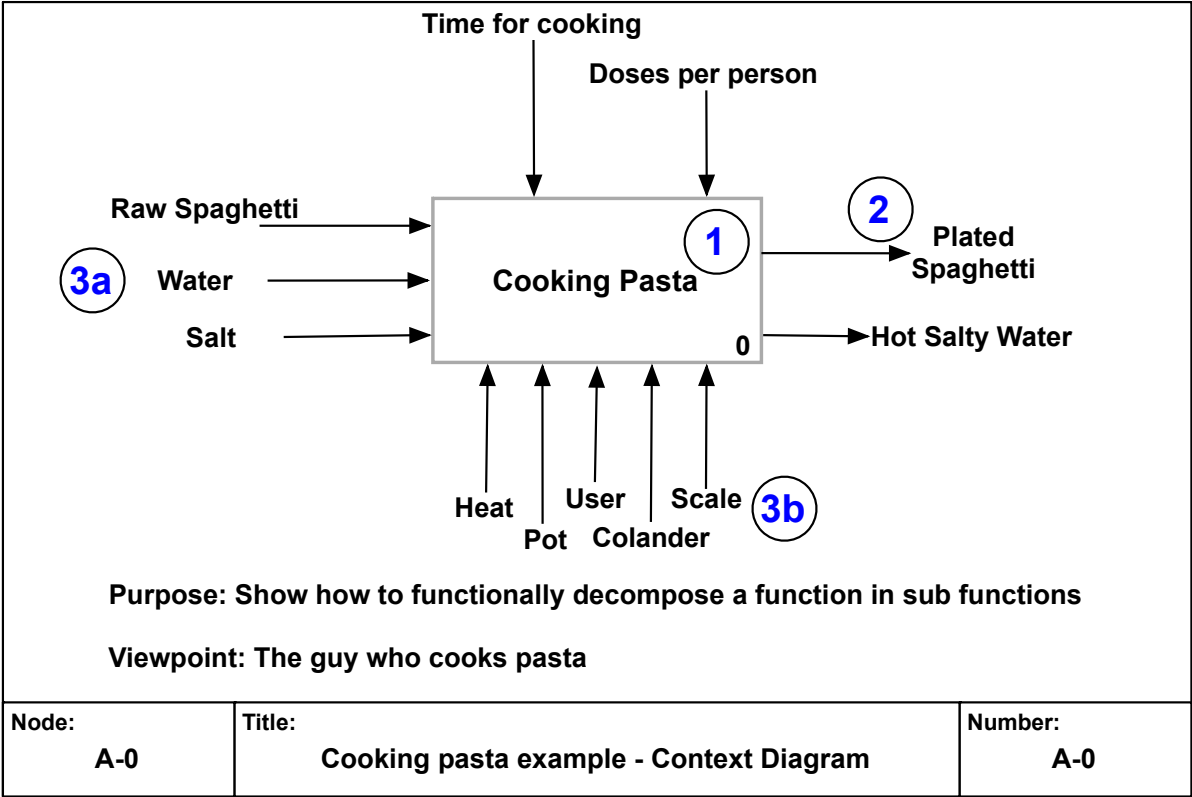 Time for cooking
Doses per person
Raw Spaghetti
3a
Water
Salt
1
Cooking Pasta
0
2
Plated
Spaghetti
Hot Salty Water
Heat
Pot
User
Colander
Scale
3b
Purpose: Show how to functionally decompose a function in sub functions
Viewpoint: The guy who cooks pasta
Node:
A-0
Title:
Cooking pasta example - Context Diagram
Number:
A-0